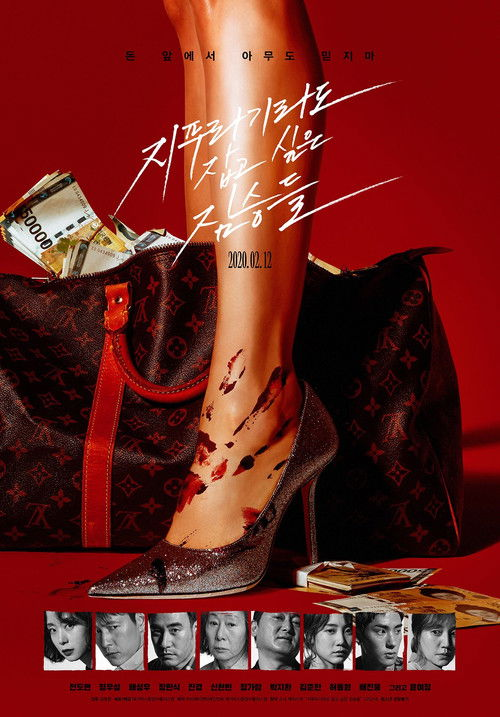 돈 앞에서 아무도 믿지마
지푸라기라도
잡고 싶은
짐승들
2020.02.12
50000
전도연 정우성 배성우 정만식 진경 신현빈 정가람 박지환 김준한 허동원 배진웅 그리고 윤여정